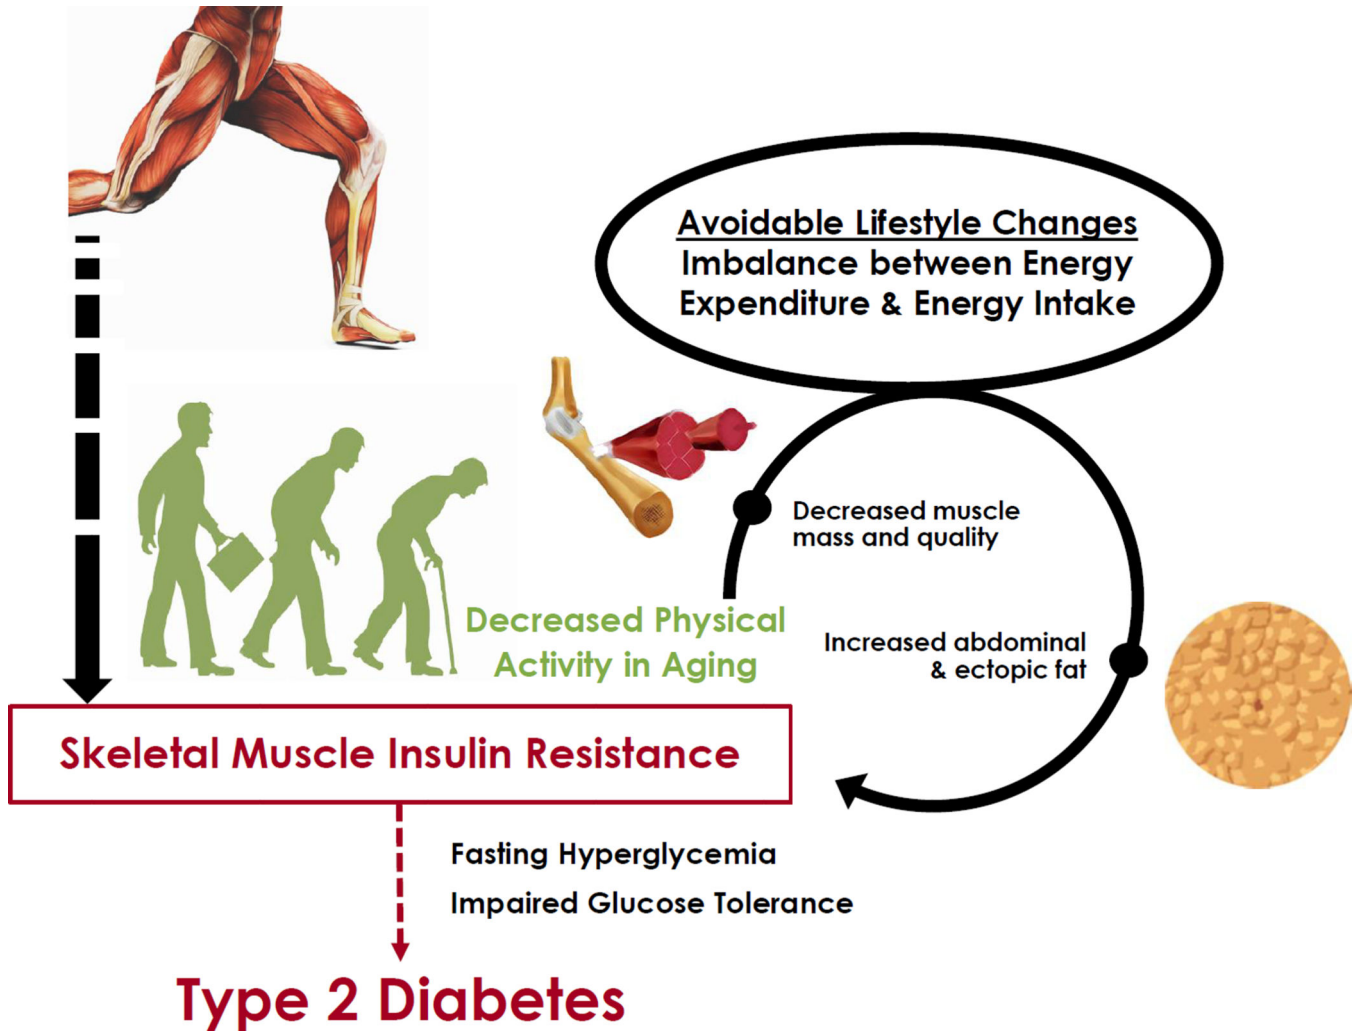 Avoidable Lifestyle Changes
Imbalance between Energy
Expenditure & Energy Intake
Decreased muscle
mass and quality
Decreased Physical
Activity in Aging
Increased abdominal
& ectopic fat
Skeletal Muscle Insulin Resistance
Fasting Hyperglycemia
Impaired Glucose Tolerance
Type 2 Diabetes